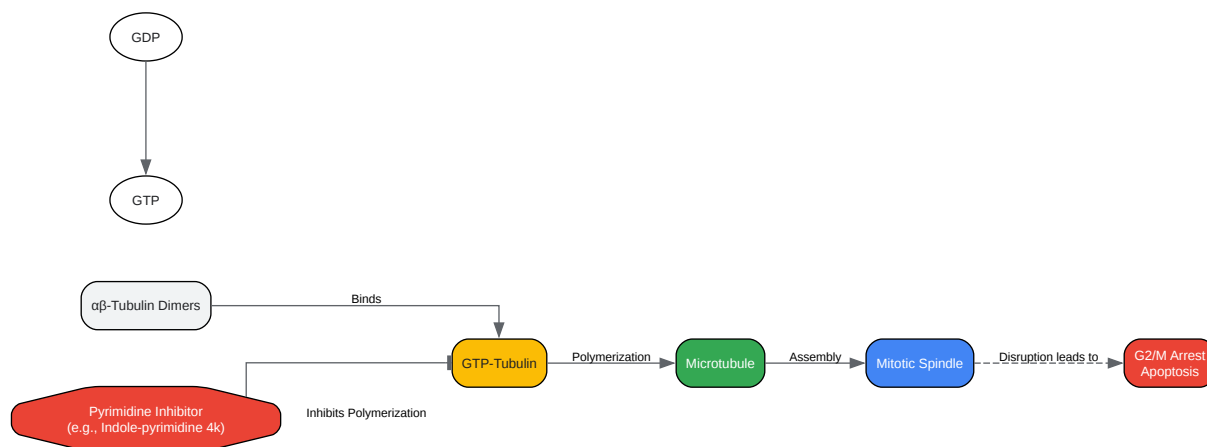 GDP
GTP
αβ-Tubulin Dimers
Binds
GTP-Tubulin
Polymerization
Microtubule
Assembly
Mitotic Spindle
Disruption leads to
G2/M Arrest
Apoptosis
Pyrimidine Inhibitor
(e.g., Indole-pyrimidine 4k)
Inhibits Polymerization